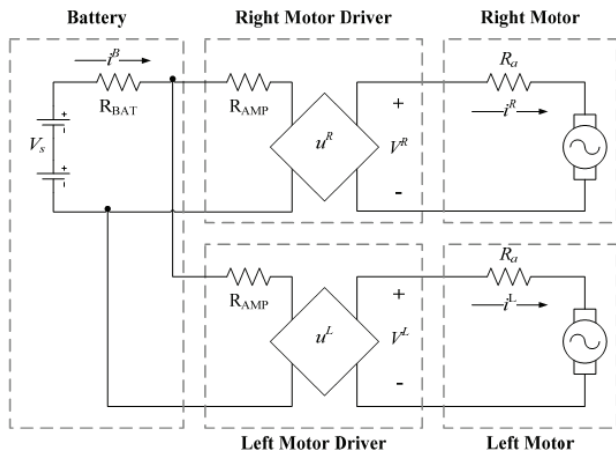 Battery
Right Motor Driver
Right Motor
i^B
R_BAT
R_AMP
V_s
u^R
+
V^R
-
R_a
i^R
R_AMP
u^L
+
V^L
-
R_a
i^L
Left Motor Driver
Left Motor